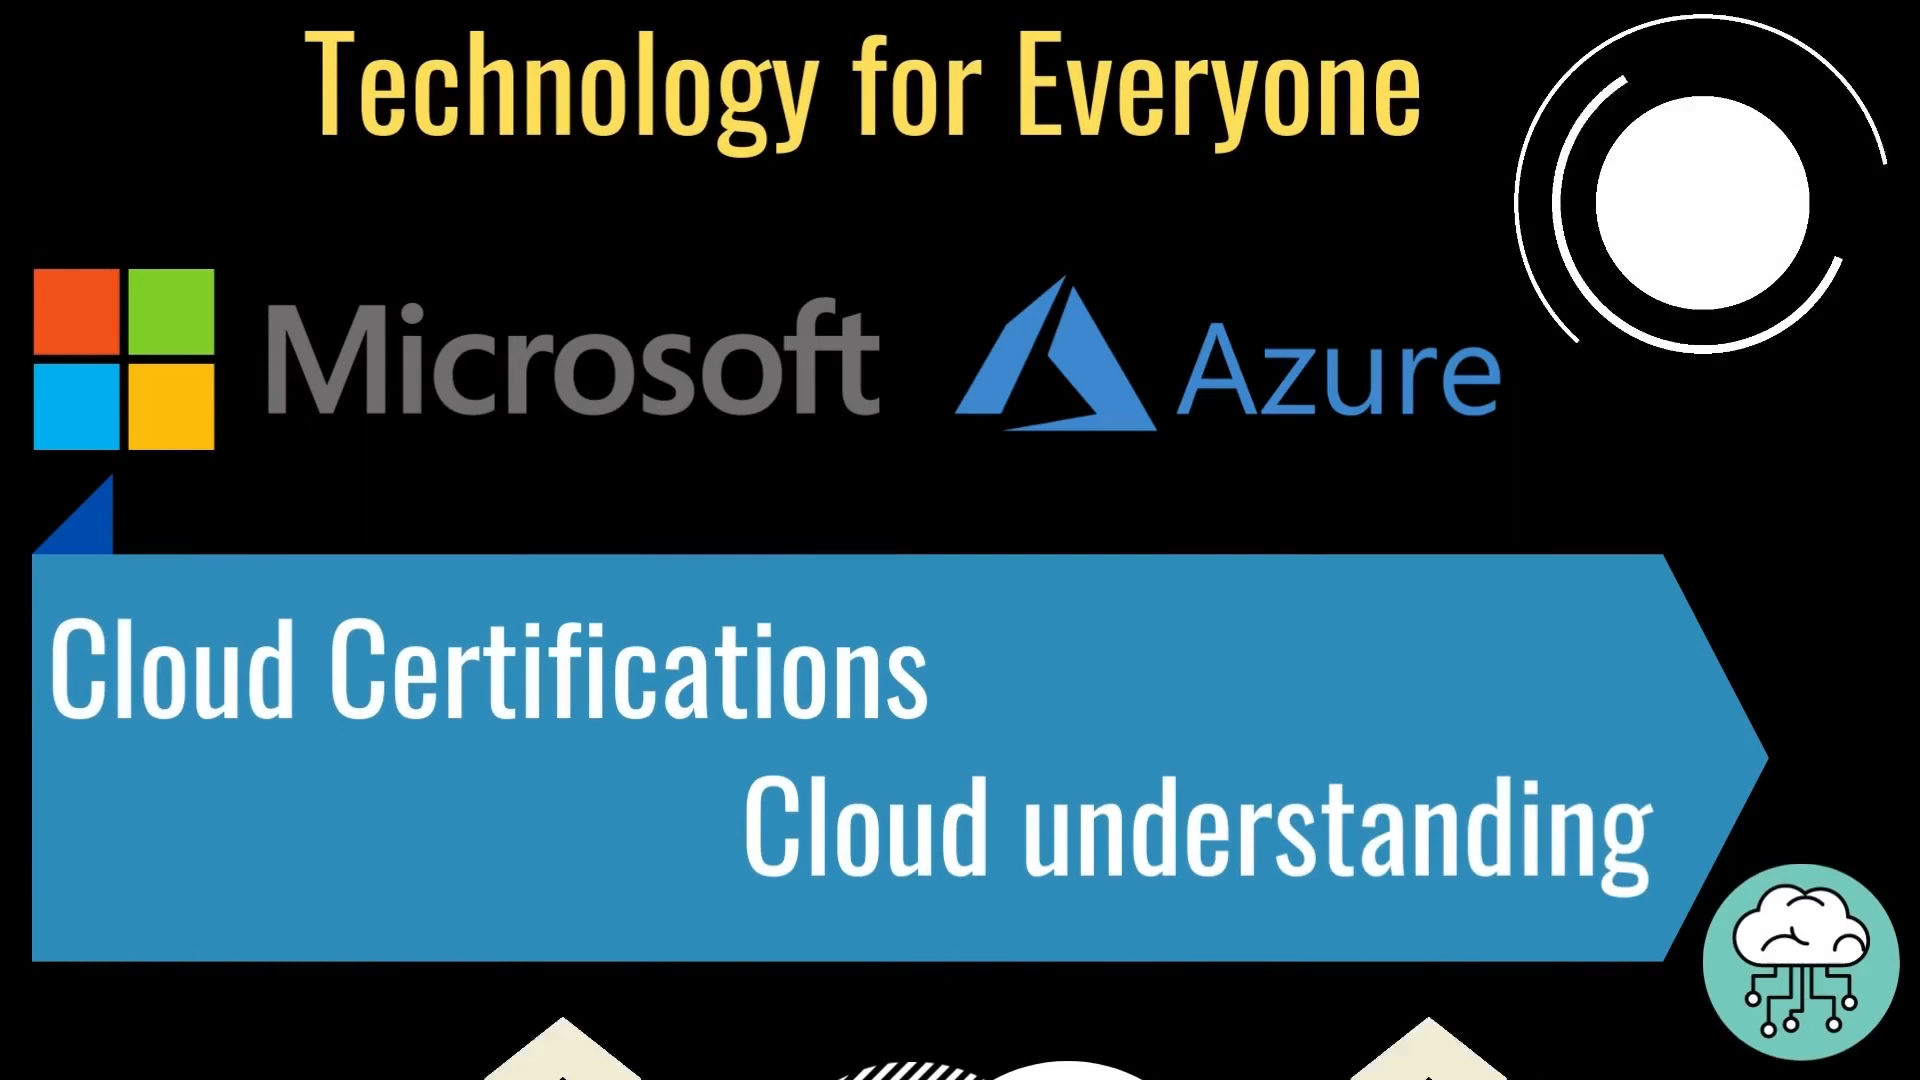 Technology for Everyone
Microsoft Azure
Cloud Certifications
Cloud understanding